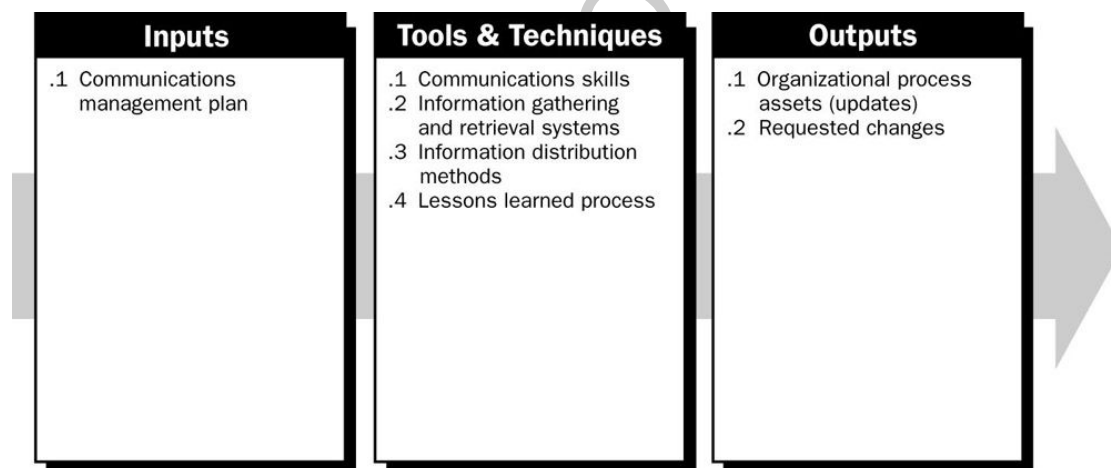 Inputs
.1 Communications
management plan
Tools & Techniques
.1 Communications skills
.2 Information gathering
and retrieval systems
.3 Information distribution
methods
.4 Lessons learned process
Outputs
.1 Organizational process
assets (updates)
.2 Requested changes